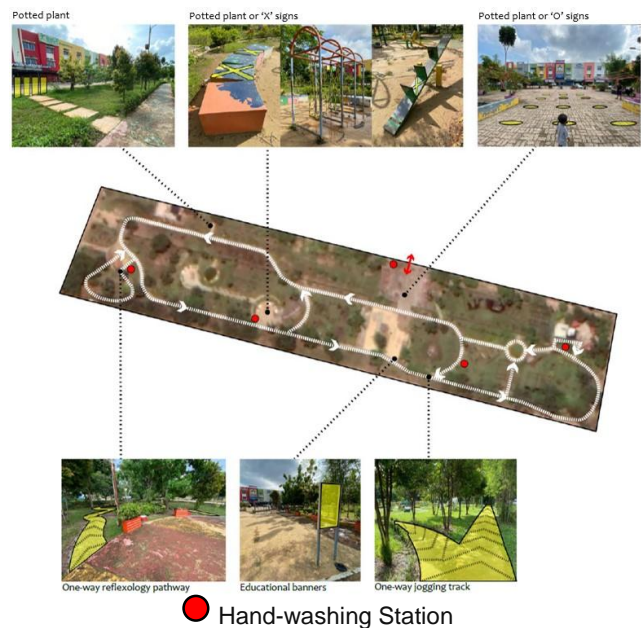 Potted plant
Potted plant or ‘X’ signs
Potted plant or ‘O’ signs
One-way reflexology pathway
Educational banners
One-way jogging track
Hand-washing Station